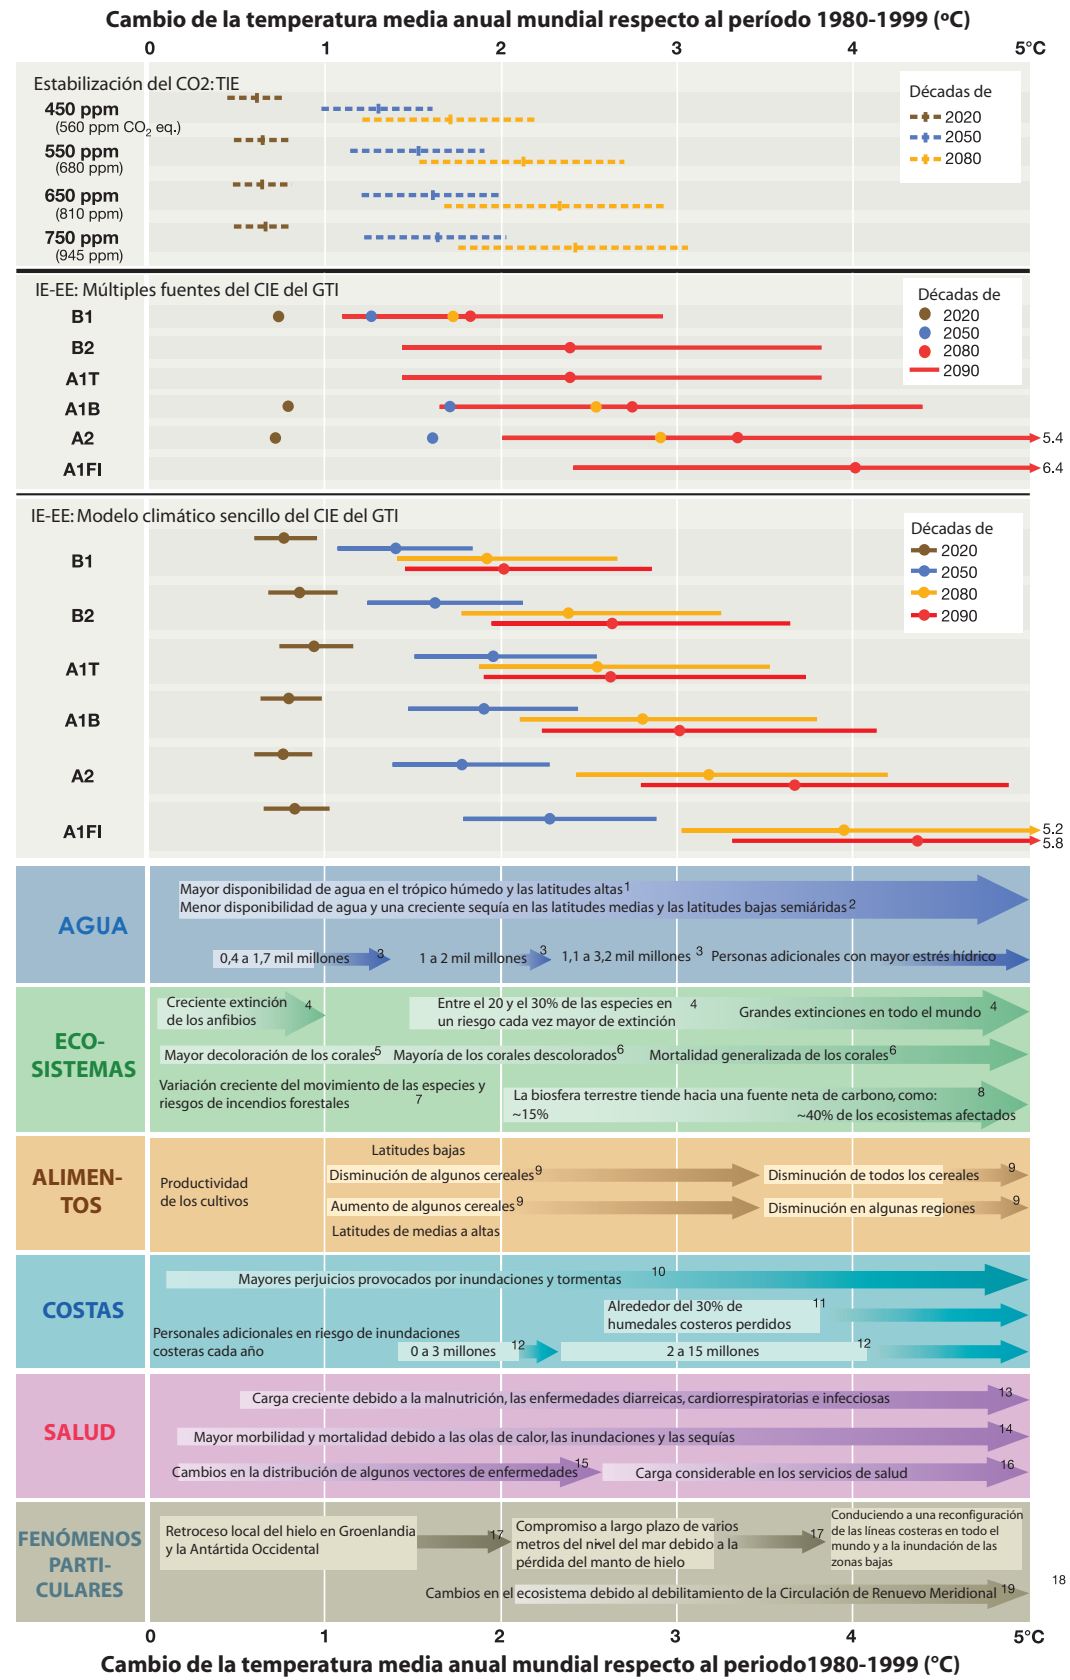 Cambio de la temperatura media anual mundial respecto al período 1980-1999 (ºC)
0 1 2 3 4 5°C
Estabilización del CO2: TIE
450 ppm
(560 ppm CO2 eq.)
550 ppm
(680 ppm)
650 ppm
(810 ppm)
750 ppm
(945 ppm)
Décadas de
2020
2050
2080
IE-EE: Múltiples fuentes del CIE del GTI
B1
B2
A1T
A1B
A2
A1FI
5.4
6.4
Décadas de
2020
2050
2080
2090
IE-EE: Modelo climático sencillo del CIE del GTI
B1
B2
A1T
A1B
A2
A1FI
5.2
5.8
Décadas de
2020
2050
2080
2090
AGUA
Mayor disponibilidad de agua en el trópico húmedo y las latitudes altas 1
Menor disponibilidad de agua y una creciente sequía en las latitudes medias y las latitudes bajas semiáridas 2
0,4 a 1,7 mil millones 3
1 a 2 mil millones 3
1,1 a 3,2 mil millones 3
Personas adicionales con mayor estrés hídrico
ECO-
SISTEMAS
Creciente extinción
de los anfibios 4
Entre el 20 y el 30% de las especies en
un riesgo cada vez mayor de extinción 4
Grandes extinciones en todo el mundo 4
Mayor decoloración de los corales 5
Mayoría de los corales descolorados 6
Mortalidad generalizada de los corales 6
Variación creciente del movimiento de las especies y
riesgos de incendios forestales 7
La biosfera terrestre tiende hacia una fuente neta de carbono, como: 8
~15%
~40% de los ecosistemas afectados
ALIMEN-
TOS
Productividad
de los cultivos
Latitudes bajas
Disminución de algunos cereales 9
Disminución de todos los cereales 9
Aumento de algunos cereales 9
Disminución en algunas regiones 9
Latitudes de medias a altas
COSTAS
Mayores perjuicios provocados por inundaciones y tormentas 10
Alrededor del 30% de
humedales costeros perdidos 11
Personales adicionales en riesgo de inundaciones
costeras cada año
0 a 3 millones 12
2 a 15 millones 12
SALUD
Carga creciente debido a la malnutrición, las enfermedades diarreicas, cardiorrespiratorias e infecciosas 13
Mayor morbilidad y mortalidad debido a las olas de calor, las inundaciones y las sequías 14
Cambios en la distribución de algunos vectores de enfermedades 15
Carga considerable en los servicios de salud 16
FENÓMENOS
PARTI-
CULARES
Retroceso local del hielo en Groenlandia
y la Antártida Occidental 17
Compromiso a largo plazo de varios
metros del nivel del mar debido a la
pérdida del manto de hielo 17
Conduciendo a una reconfiguración
de las líneas costeras en todo el
mundo y a la inundación de las
zonas bajas
18
Cambios en el ecosistema debido al debilitamiento de la Circulación de Renuevo Meridional 19
0 1 2 3 4 5°C
Cambio de la temperatura media anual mundial respecto al periodo1980-1999 (°C)